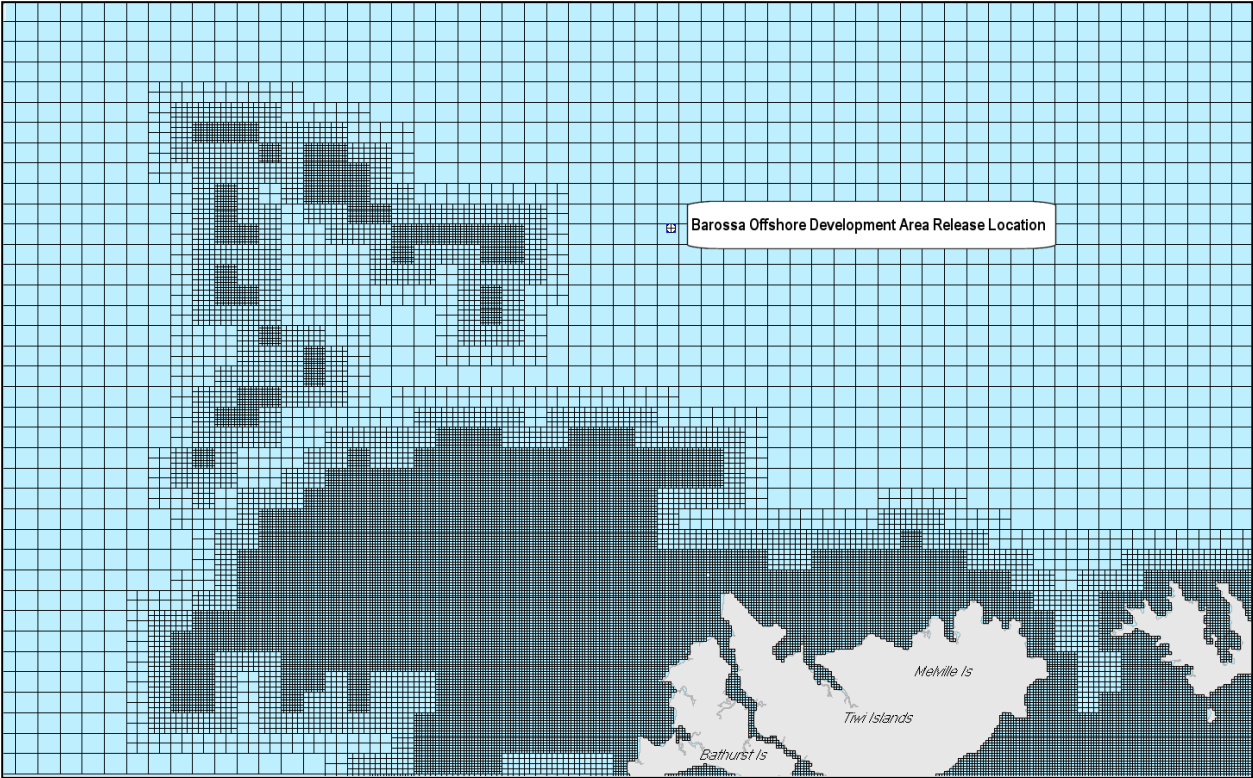 Barossa Offshore Development Area Release Location
Melville Is
Tiwi Islands
Bathurst Is